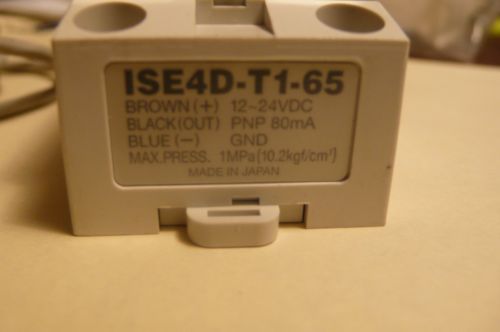 ISE4D-T1-65
BROWN(+) 12~24VDC
BLACK(OUT) PNP 80mA
BLUE(−) GND
MAX.PRESS. 1MPa{10.2kgf/cm²}
MADE IN JAPAN